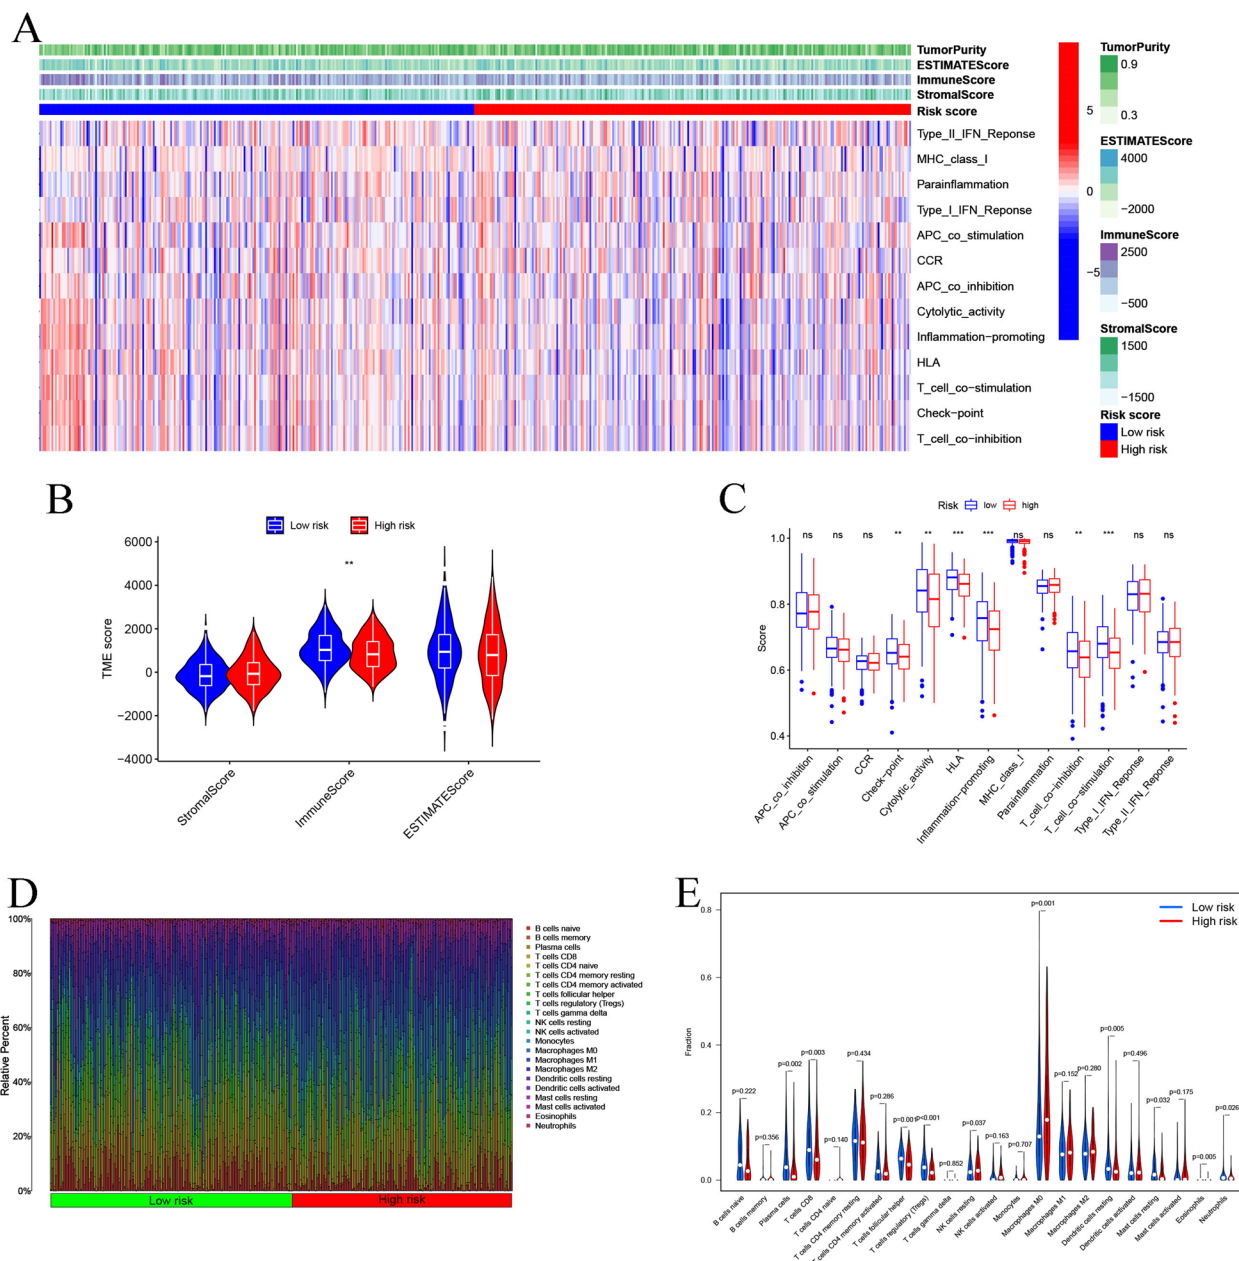 A
TumorPurity
ESTIMATEScore
ImmuneScore
StromalScore
Risk score
Type_II_IFN_Reponse
MHC_class_I
Parainflammation
Type_I_IFN_Reponse
APC_co_stimulation
CCR
APC_co_inhibition
Cytolytic_activity
Inflammation−promoting
HLA
T_cell_co−stimulation
Check−point
T_cell_co−inhibition
5
0
−5
TumorPurity
0.9
0.3
ESTIMATEScore
4000
−2000
ImmuneScore
2500
−500
StromalScore
1500
−1500
Risk score
Low risk
High risk
B
Low risk High risk
TME score
6000
4000
2000
0
−2000
−4000
**
StromalScore
ImmuneScore
ESTIMATEScore
C
Risk low high
Score
1.0
0.8
0.6
0.4
ns ns ns ** ** *** *** ns ns ** *** ns ns
APC_co_inhibition
APC_co_stimulation
CCR
Check−point
Cytolytic_activity
HLA
Inflammation−promoting
MHC_class_I
Parainflammation
T_cell_co−inhibition
T_cell_co−stimulation
Type_I_IFN_Reponse
Type_II_IFN_Reponse
D
Relative Percent
100%
80%
60%
40%
20%
0%
Low risk High risk
B cells naive
B cells memory
Plasma cells
T cells CD8
T cells CD4 naive
T cells CD4 memory resting
T cells CD4 memory activated
T cells follicular helper
T cells regulatory (Tregs)
T cells gamma delta
NK cells resting
NK cells activated
Monocytes
Macrophages M0
Macrophages M1
Macrophages M2
Dendritic cells resting
Dendritic cells activated
Mast cells resting
Mast cells activated
Eosinophils
Neutrophils
E
Low risk
High risk
Fraction
0.8
0.6
0.4
0.2
0.0
p=0.222
p=0.356
p=0.002
p=0.003
p=0.140
p=0.434
p=0.286
p=0.001
p<0.001
p=0.852
p=0.037
p=0.163
p=0.707
p=0.001
p=0.152
p=0.280
p=0.005
p=0.496
p=0.032
p=0.175
p=0.005
p=0.026
B cells naive
B cells memory
Plasma cells
T cells CD8
T cells CD4 naive
T cells CD4 memory resting
T cells CD4 memory activated
T cells follicular helper
T cells regulatory (Tregs)
T cells gamma delta
NK cells resting
NK cells activated
Monocytes
Macrophages M0
Macrophages M1
Macrophages M2
Dendritic cells resting
Dendritic cells activated
Mast cells resting
Mast cells activated
Eosinophils
Neutrophils